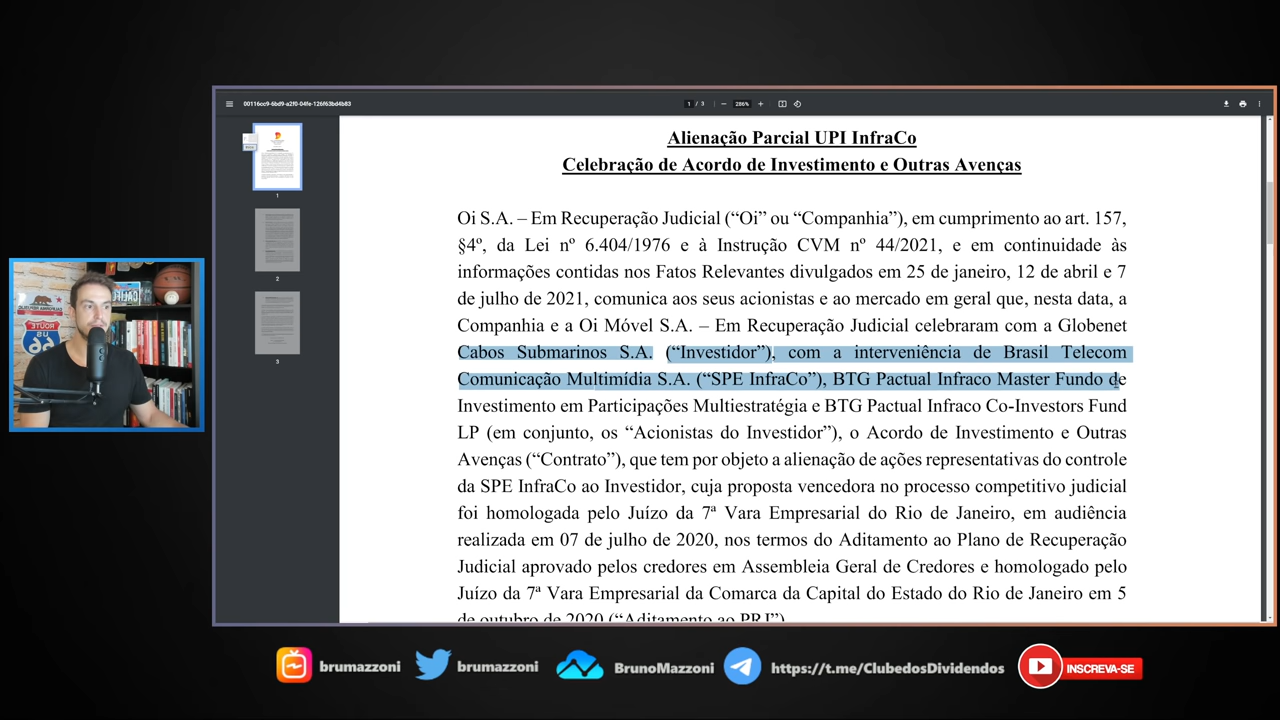 00116cc9-6bd9-a2f0-04fe-126f63bd4b83
1 / 3
286%
Alienação Parcial UPI InfraCo
Celebração de Acordo de Investimento e Outras Avenças
Oi S.A. – Em Recuperação Judicial (“Oi” ou “Companhia”), em cumprimento ao art. 157,
§4º, da Lei nº 6.404/1976 e à Instrução CVM nº 44/2021, e em continuidade às
informações contidas nos Fatos Relevantes divulgados em 25 de janeiro, 12 de abril e 7
de julho de 2021, comunica aos seus acionistas e ao mercado em geral que, nesta data, a
Companhia e a Oi Móvel S.A. – Em Recuperação Judicial celebraram com a Globenet
Cabos Submarinos S.A. (“Investidor”), com a interveniência de Brasil Telecom
Comunicação Multimídia S.A. (“SPE InfraCo”), BTG Pactual Infraco Master Fundo de
Investimento em Participações Multiestratégia e BTG Pactual Infraco Co-Investors Fund
LP (em conjunto, os “Acionistas do Investidor”), o Acordo de Investimento e Outras
Avenças (“Contrato”), que tem por objeto a alienação de ações representativas do controle
da SPE InfraCo ao Investidor, cuja proposta vencedora no processo competitivo judicial
foi homologada pelo Juízo da 7ª Vara Empresarial do Rio de Janeiro, em audiência
realizada em 07 de julho de 2020, nos termos do Aditamento ao Plano de Recuperação
Judicial aprovado pelos credores em Assembleia Geral de Credores e homologado pelo
Juízo da 7ª Vara Empresarial da Comarca da Capital do Estado do Rio de Janeiro em 5
de outubro de 2020 (“Aditamento ao PRJ”)
1
2
3
ROUTE
brumazzoni
brumazzoni
BrunoMazzoni
https://t.me/ClubedosDividendos
INSCREVA-SE